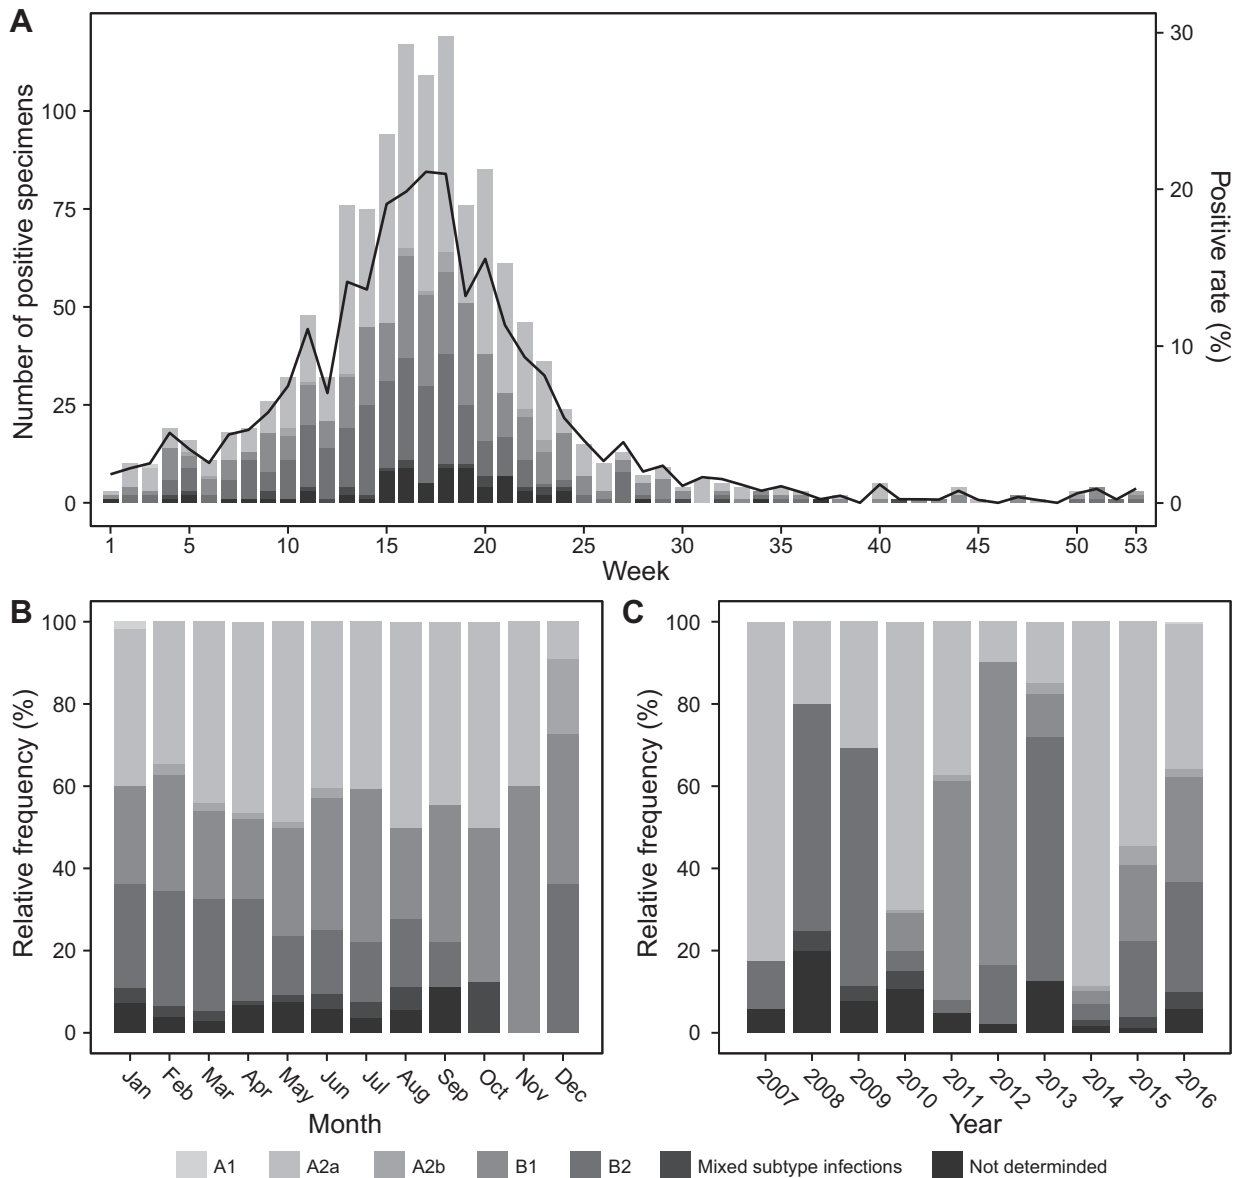 A
Number of positive specimens
100
75
50
25
0
30
20
10
0
Positive rate (%)
1 5 10 15 20 25 30 35 40 45 50 53
Week
B
Relative frequency (%)
100
80
60
40
20
0
Jan Feb Mar Apr May Jun Jul Aug Sep Oct Nov Dec
Month
C
Relative frequency (%)
100
80
60
40
20
0
2007 2008 2009 2010 2011 2012 2013 2014 2015 2016
Year
A1 A2a A2b B1 B2 Mixed subtype infections Not determinded